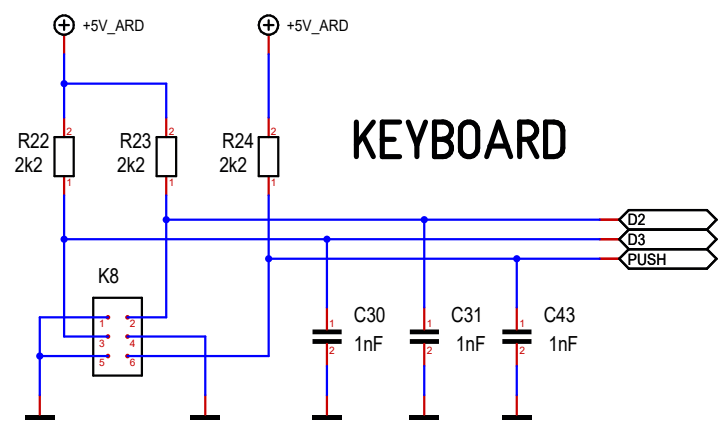 +5V_ARD
+5V_ARD
2
2
2
R22
R23
R24
KEYBOARD
2k2
2k2
2k2
1
1
1
D2
D3
PUSH
K8
1
2
3
4
5
6
C30
C31
C43
1
1
1
1nF
1nF
1nF
2
2
2